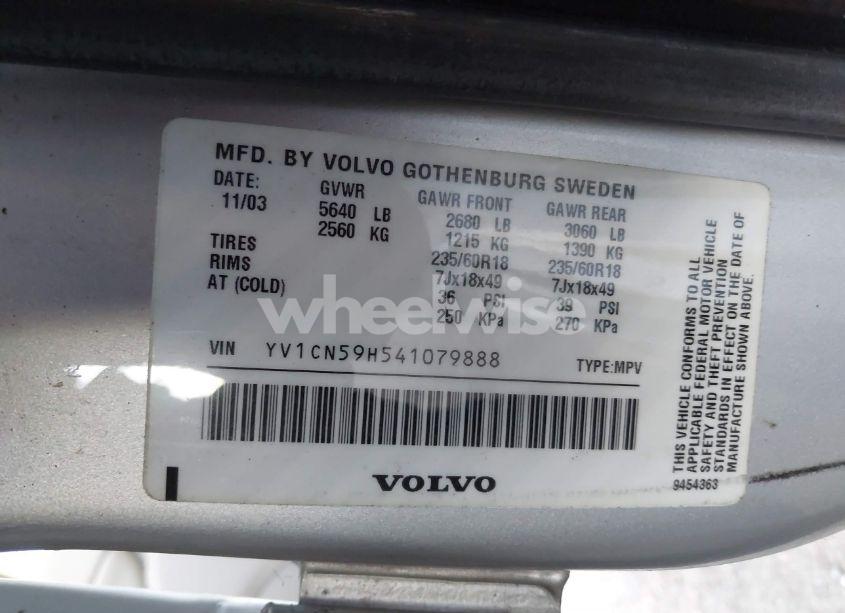 MFD. BY VOLVO GOTHENBURG SWEDEN
DATE: GVWR GAWR FRONT GAWR REAR
11/03 5640 LB 2680 LB 3060 LB
2560 KG 1215 KG 1390 KG
TIRES 235/60R18 235/60R18
RIMS 7Jx18x49 7Jx18x49
AT (COLD) 36 PSI 39 PSI
250 KPa 270 KPa
VIN YV1CN59H541079888 TYPE:MPV
VOLVO
THIS VEHICLE CONFORMS TO ALL
APPLICABLE FEDERAL MOTOR VEHICLE
SAFETY AND THEFT PREVENTION
STANDARDS IN EFFECT ON THE DATE OF
MANUFACTURE SHOWN ABOVE.
9454363
wheelwise